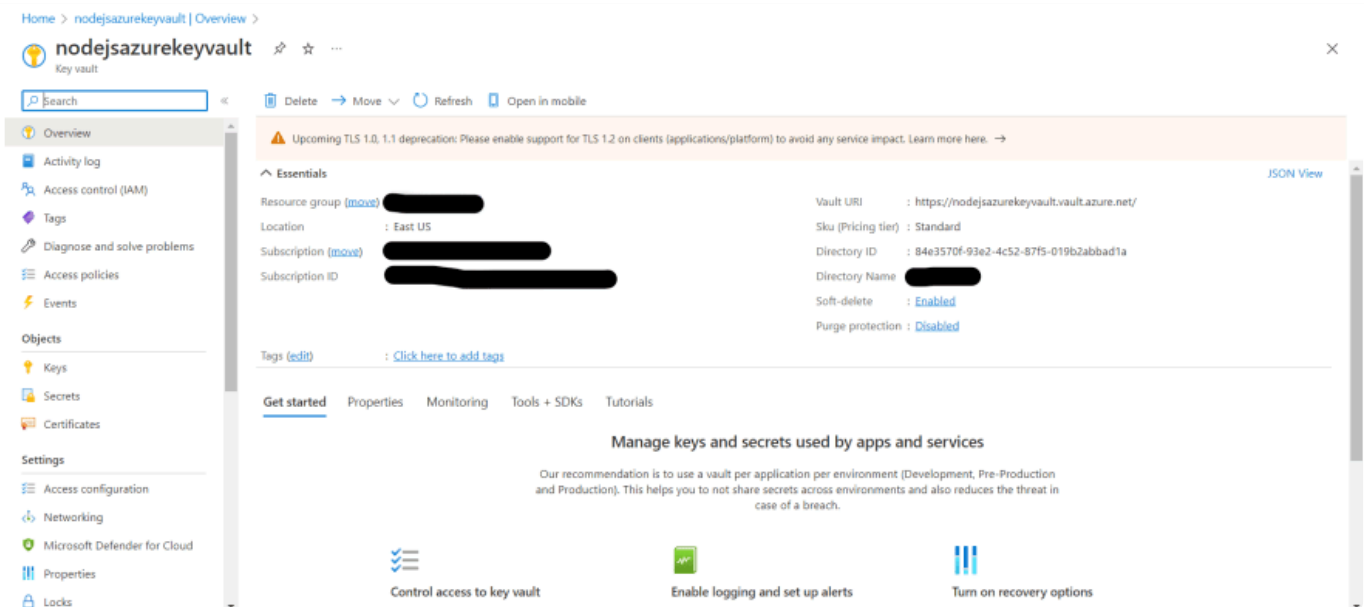 Home > nodejsazurekeyvault | Overview >
nodejsazurekeyvault
Key vault
Search
Delete Move Refresh Open in mobile
Overview
Activity log
Access control (IAM)
Tags
Diagnose and solve problems
Access policies
Events
Objects
Keys
Secrets
Certificates
Settings
Access configuration
Networking
Microsoft Defender for Cloud
Properties
Locks
Upcoming TLS 1.0, 1.1 deprecation: Please enable support for TLS 1.2 on clients (applications/platform) to avoid any service impact. Learn more here. →
Essentials
JSON View
Resource group (move)
Location : East US
Subscription (move)
Subscription ID
Vault URI : https://nodejsazurekeyvault.vault.azure.net/
Sku (Pricing tier) : Standard
Directory ID : 84e3570f-93e2-4c52-87f5-019b2abbad1a
Directory Name
Soft-delete : Enabled
Purge protection : Disabled
Tags (edit) : Click here to add tags
Get started Properties Monitoring Tools + SDKs Tutorials
Manage keys and secrets used by apps and services
Our recommendation is to use a vault per application per environment (Development, Pre-Production
and Production). This helps you to not share secrets across environments and also reduces the threat in
case of a breach.
Control access to key vault
Enable logging and set up alerts
Turn on recovery options